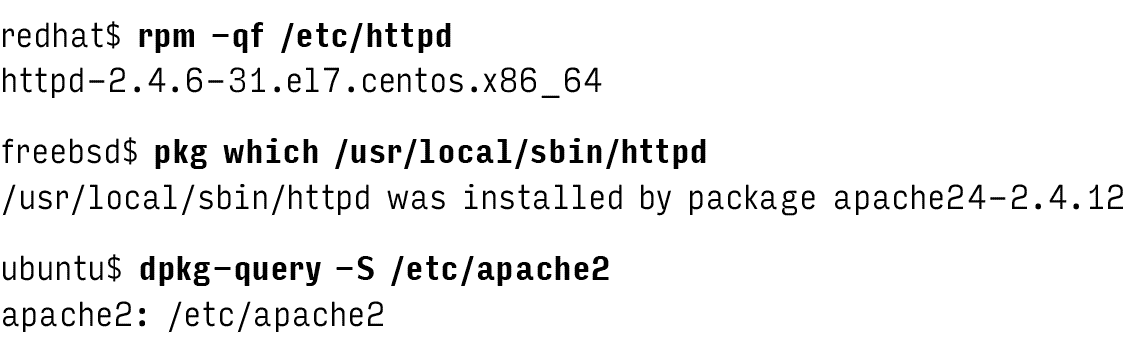 redhat$ rpm -qf /etc/httpd
httpd-2.4.6-31.el7.centos.x86_64
freebsd$ pkg which /usr/local/sbin/httpd
/usr/local/sbin/httpd was installed by package apache24-2.4.12
ubuntu$ dpkg-query -S /etc/apache2
apache2: /etc/apache2